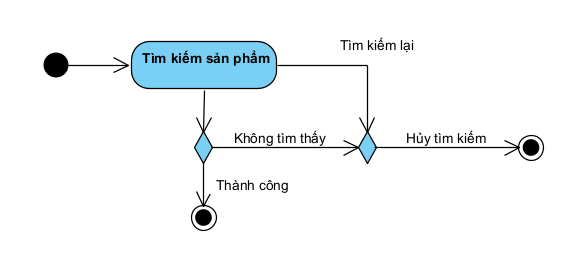 Tìm kiếm lại
Tìm kiếm sản phẩm
Không tìm thấy
Hủy tìm kiếm
Thành công